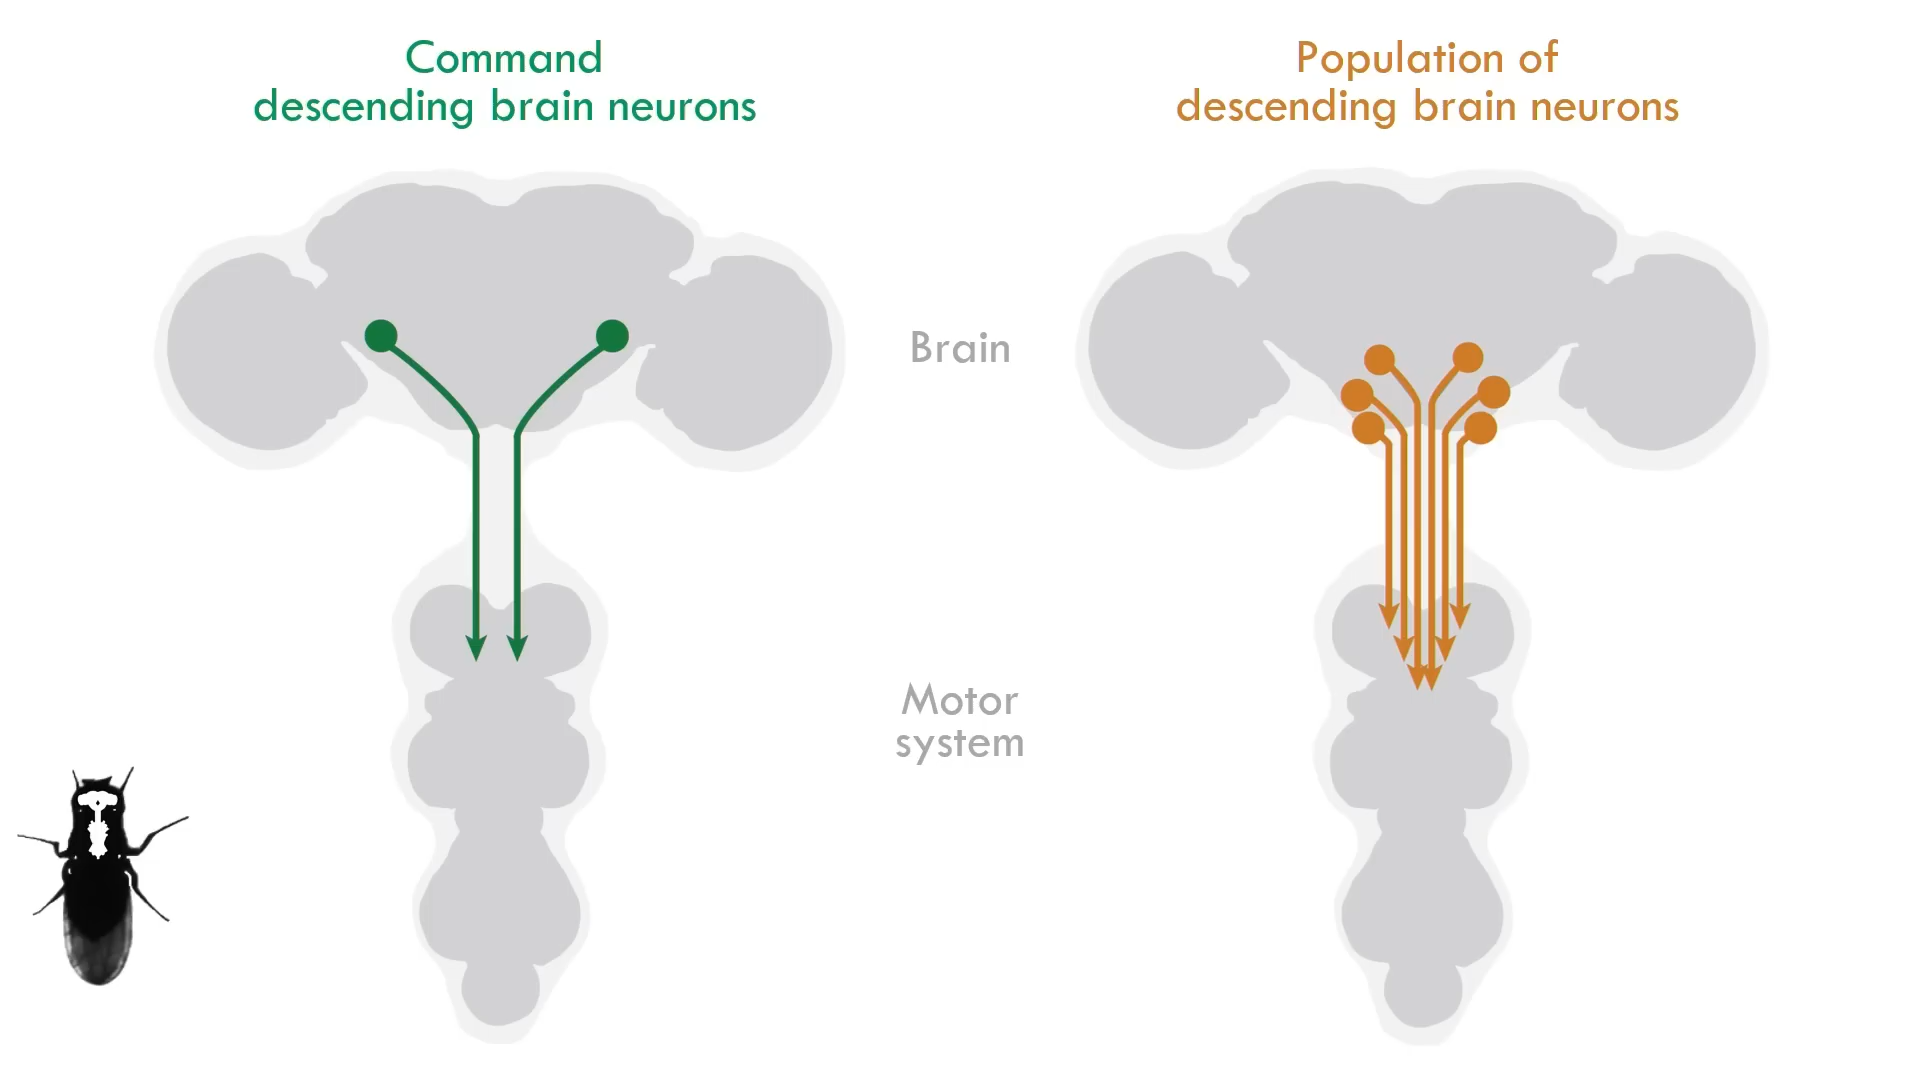 Command
descending brain neurons
Population of
descending brain neurons
Brain
Motor
system